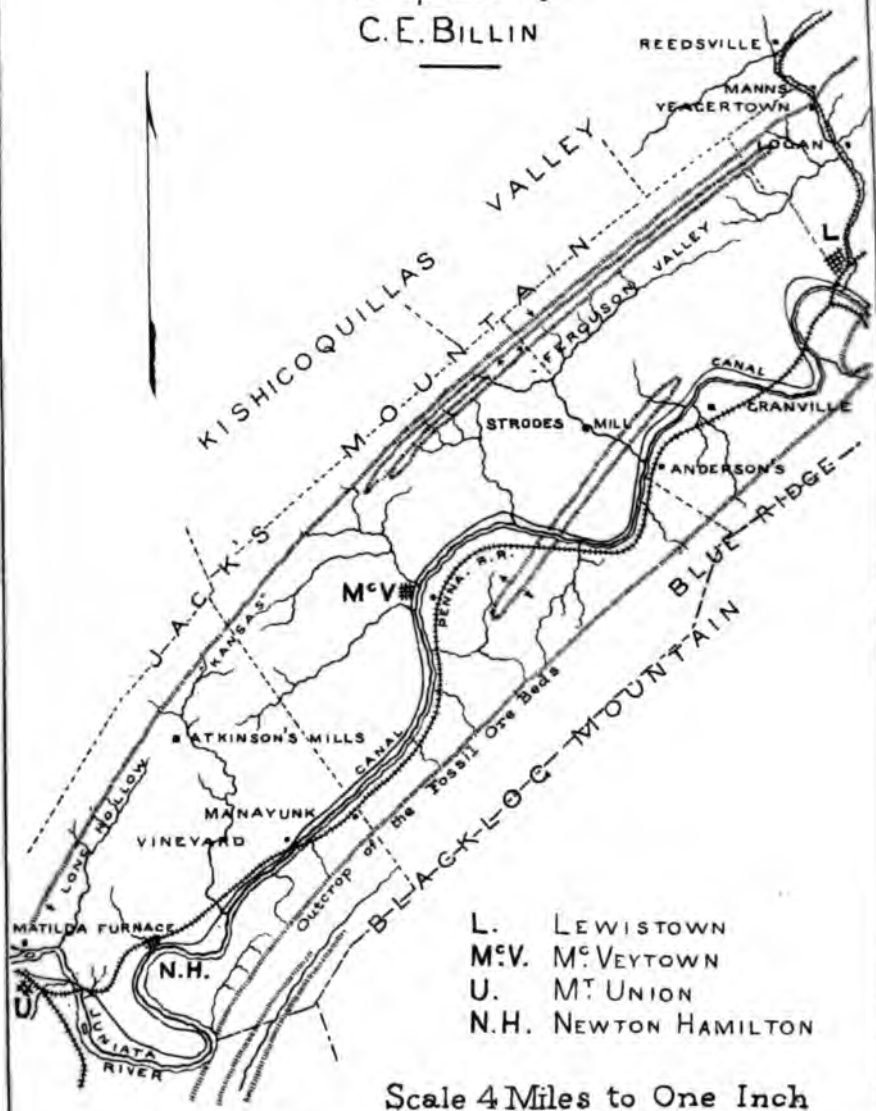 C.E. BILLIN
REEDSVILLE
MANNS
YEAGERTOWN
LOGAN
L
KISHICOQUILLAS VALLEY
JACK'S MOUNTAIN
FERGUSON VALLEY
CANAL
GRANVILLE
STRODES MILL
ANDERSON'S
BLUE RIDGE
PENNA. R.R.
McV
"KANSAS"
ATKINSON'S MILLS
CANAL
LONG HOLLOW
MANAYUNK
VINEYARD
Outcrop of the Fossil Ore Beds
BLACKLOG MOUNTAIN
MATILDA FURNACE
N.H.
U
JUNIATA
RIVER
L. LEWISTOWN
Mc.V. McVEYTOWN
U. MT UNION
N.H. NEWTON HAMILTON
Scale 4 Miles to One Inch